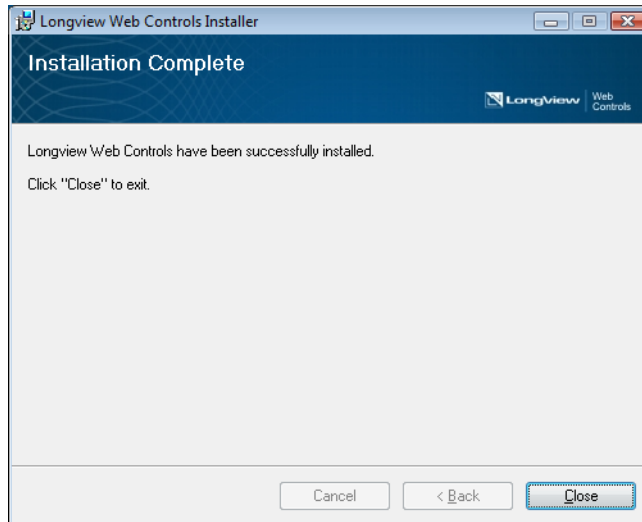 Longview Web Controls Installer
Installation Complete
LongView
Web
Controls
Longview Web Controls have been successfully installed.
Click "Close" to exit.
Cancel
< Back
Close